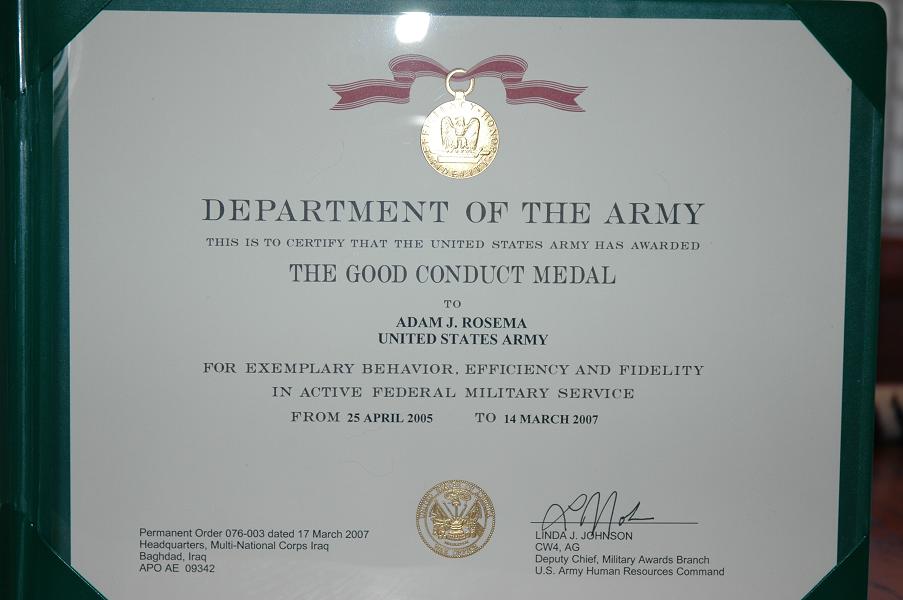 EFFICIENCY · HONOR
FIDELITY
DEPARTMENT OF THE ARMY
THIS IS TO CERTIFY THAT THE UNITED STATES ARMY HAS AWARDED
THE GOOD CONDUCT MEDAL
TO
ADAM J. ROSEMA
UNITED STATES ARMY
FOR EXEMPLARY BEHAVIOR, EFFICIENCY AND FIDELITY
IN ACTIVE FEDERAL MILITARY SERVICE
FROM 25 APRIL 2005 TO 14 MARCH 2007
Permanent Order 076-003 dated 17 March 2007
Headquarters, Multi-National Corps Iraq
Baghdad, Iraq
APO AE 09342
LINDA J. JOHNSON
CW4, AG
Deputy Chief, Military Awards Branch
U.S. Army Human Resources Command